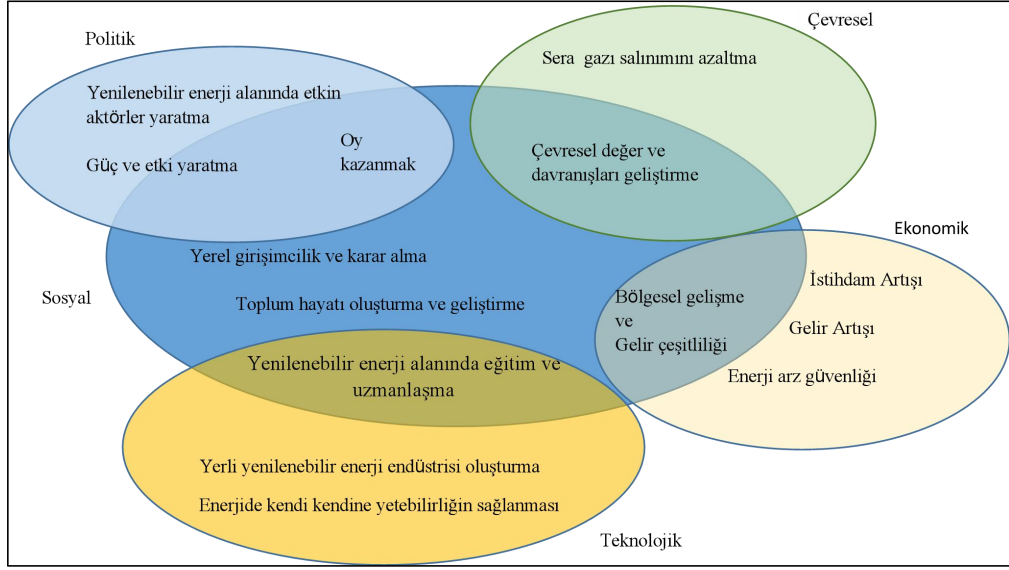 Politik
Çevresel
Sera gazı salınımını azaltma
Yenilenebilir enerji alanında etkin
aktörler yaratma
Güç ve etki yaratma
Oy
kazanmak
Çevresel değer ve
davranışları geliştirme
Ekonomik
Yerel girişimcilik ve karar alma
Sosyal
Toplum hayatı oluşturma ve geliştirme
Bölgesel gelişme
ve
Gelir çeşitliliği
İstihdam Artışı
Gelir Artışı
Enerji arz güvenliği
Yenilenebilir enerji alanında eğitim ve
uzmanlaşma
Yerli yenilenebilir enerji endüstrisi oluşturma
Enerjide kendi kendine yetebilirliğin sağlanması
Teknolojik